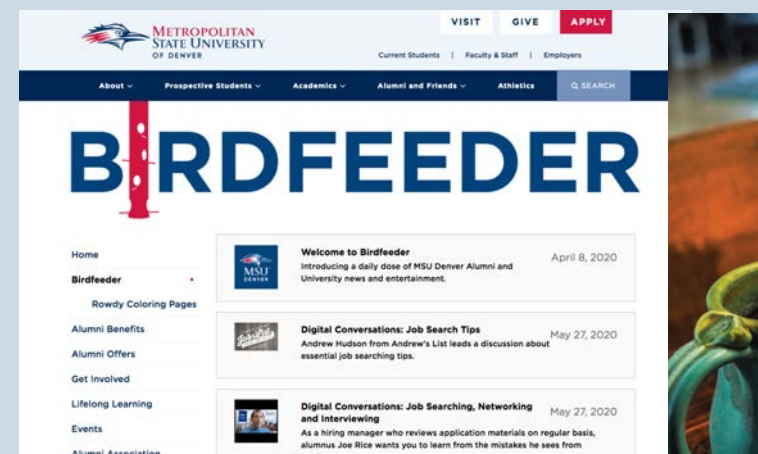 METROPOLITAN
STATE UNIVERSITY
OF DENVER
VISIT GIVE APPLY
Current Students | Faculty & Staff | Employers
About Prospective Students Academics Alumni and Friends Athletics SEARCH
BIRDFEEDER
Home
Birdfeeder
Rowdy Coloring Pages
Alumni Benefits
Alumni Offers
Get Involved
Lifelong Learning
Events
Alumni Association
MSU
DENVER
Welcome to Birdfeeder
April 8, 2020
Introducing a daily dose of MSU Denver Alumni and
University news and entertainment.
Digital Conversations: Job Search Tips
May 27, 2020
Andrew Hudson from Andrew's List leads a discussion about
essential job searching tips.
Digital Conversations: Job Searching, Networking
and Interviewing
May 27, 2020
As a hiring manager who reviews application materials on regular basis,
alumnus Joe Rice wants you to learn from the mistakes he sees from